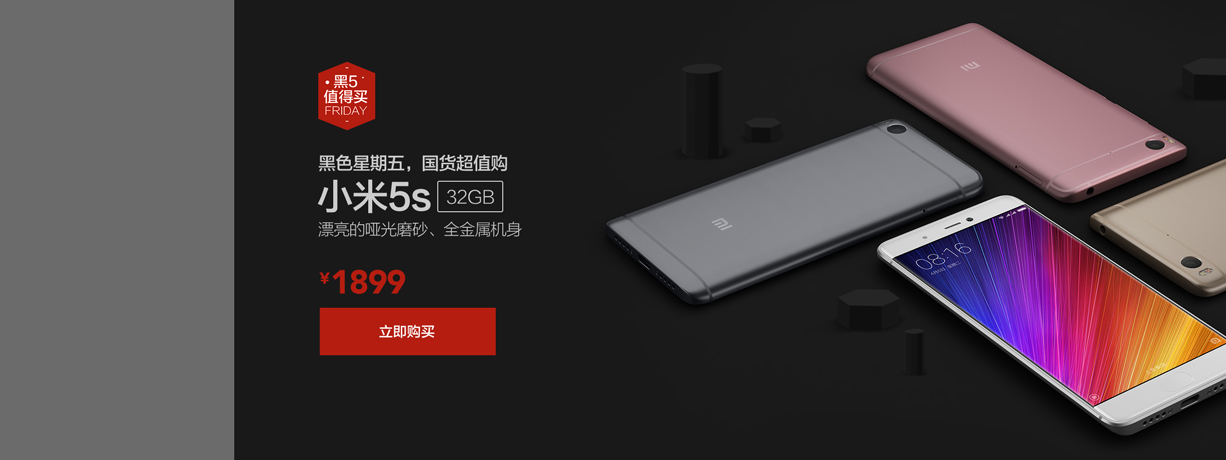 黑5
值得买
FRIDAY
黑色星期五，国货超值购
小米5s 32GB
漂亮的哑光磨砂、全金属机身
¥1899
立即购买
08:16